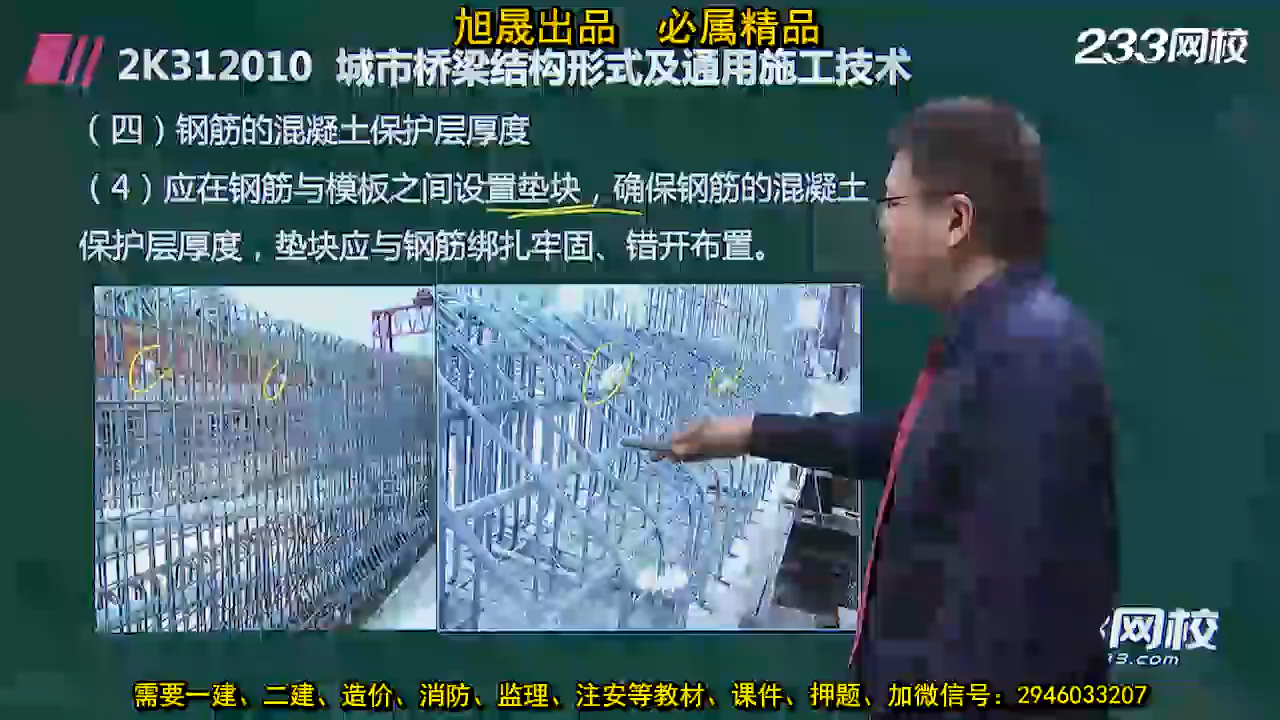 旭晟出品 必属精品
2K312010 城市桥梁结构形式及通用施工技术
233网校
（四）钢筋的混凝土保护层厚度
（4）应在钢筋与模板之间设置垫块，确保钢筋的混凝土
保护层厚度，垫块应与钢筋绑扎牢固、错开布置。
网校
3.com
需要一建、二建、造价、消防、监理、注安等教材、课件、押题、加微信号：2946033207